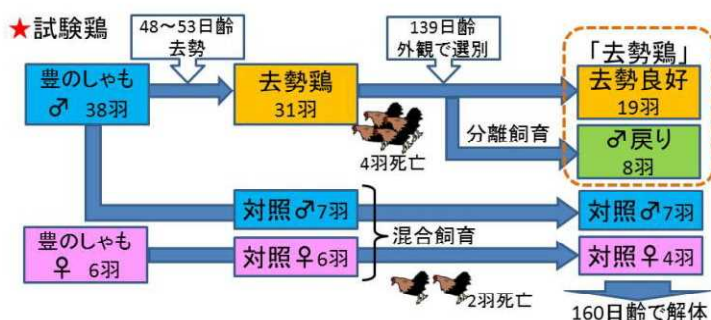 ★試験鶏
48～53日齢
去勢
139日齢
外観で選別
「去勢鶏」
豊のしゃも
♂ 38羽
去勢鶏
31羽
去勢良好
19羽
4羽死亡
分離飼育
♂戻り
8羽
対照♂7羽
対照♂7羽
豊のしゃも
♀ 6羽
対照♀6羽
混合飼育
対照♀4羽
2羽死亡
160日齢で解体